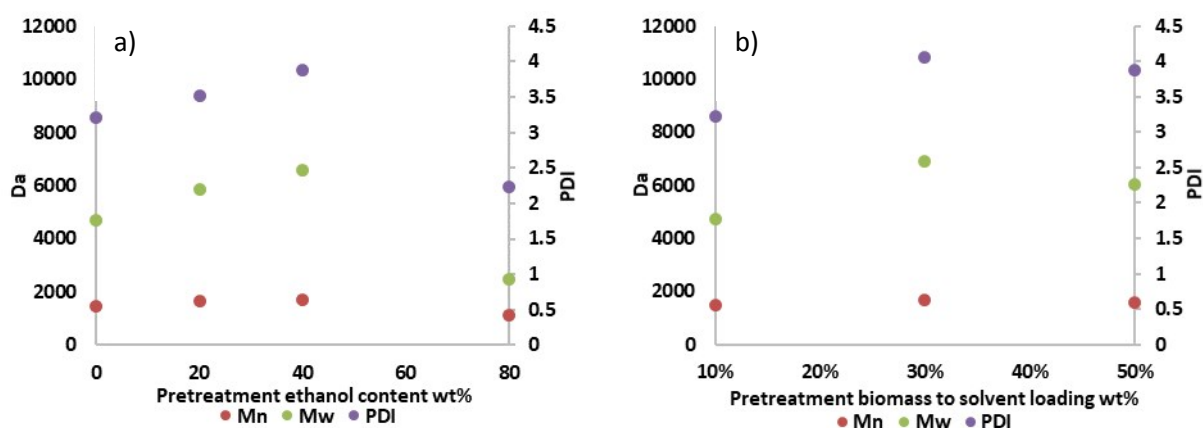 a)
12000
10000
8000
6000
4000
2000
0
Da
4.5
4
3.5
3
2.5
2
1.5
1
0.5
0
PDI
0 20 40 60 80
Pretreatment ethanol content wt%
Mn Mw PDI
b)
12000
10000
8000
6000
4000
2000
0
Da
4.5
4
3.5
3
2.5
2
1.5
1
0.5
0
PDI
10% 20% 30% 40% 50%
Pretreatment biomass to solvent loading wt%
Mn Mw PDI